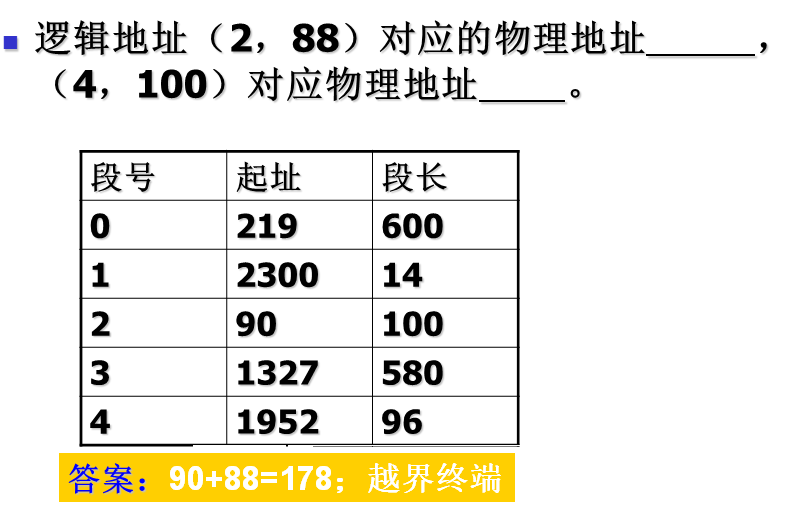 逻辑地址（2，88）对应的物理地址______，
（4，100）对应物理地址_____。
段号 起址 段长
0 219 600
1 2300 14
2 90 100
3 1327 580
4 1952 96
答案：90+88=178；越界终端